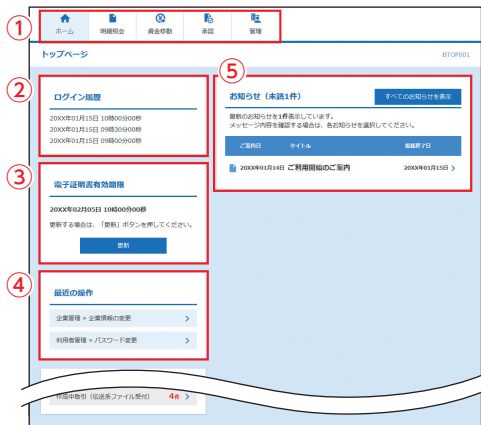 ①
ホーム 明細照会 資金移動 承認 管理
トップページ BTOP001
②
ログイン履歴
20XX年01月15日 10時00分00秒
20XX年01月15日 09時30分00秒
20XX年01月15日 09時00分00秒
③
電子証明書有効期限
20XX年02月05日 10時00分00秒
更新する場合は、「更新」ボタンを押してください。
更新
④
最近の操作
企業管理 > 企業情報の変更
利用者管理 > パスワード変更
作成中取引（伝送系ファイル受付） 4件
⑤
お知らせ（未読1件） すべてのお知らせを表示
最新のお知らせを1件表示しています。
メッセージ内容を確認する場合は、各お知らせを選択してください。
ご案内日 タイトル 掲載終了日
20XX年01月14日 ご利用開始のご案内 20XX年01月15日